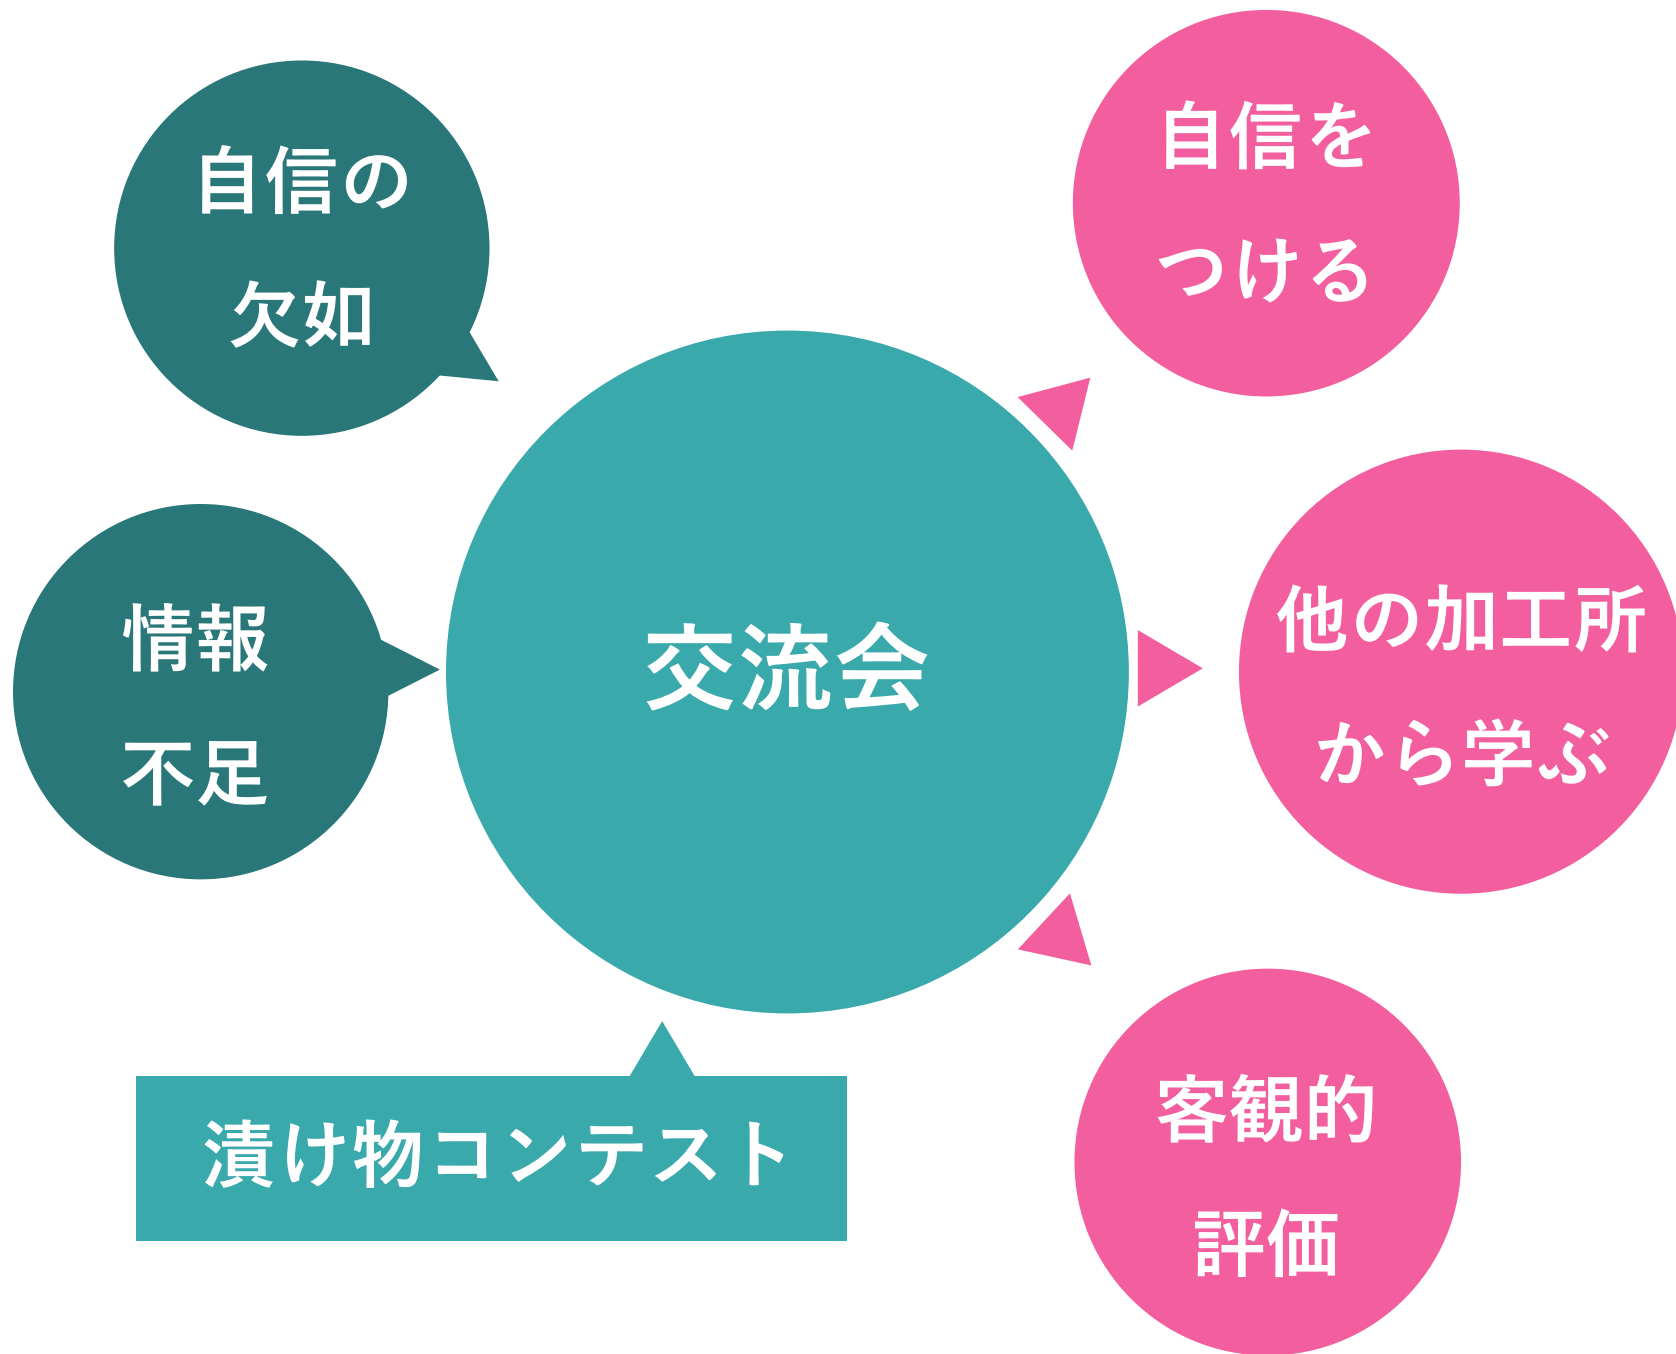 自信の
欠如
情報
不足
交流会
漬け物コンテスト
自信を
つける
他の加工所
から学ぶ
客観的
評価